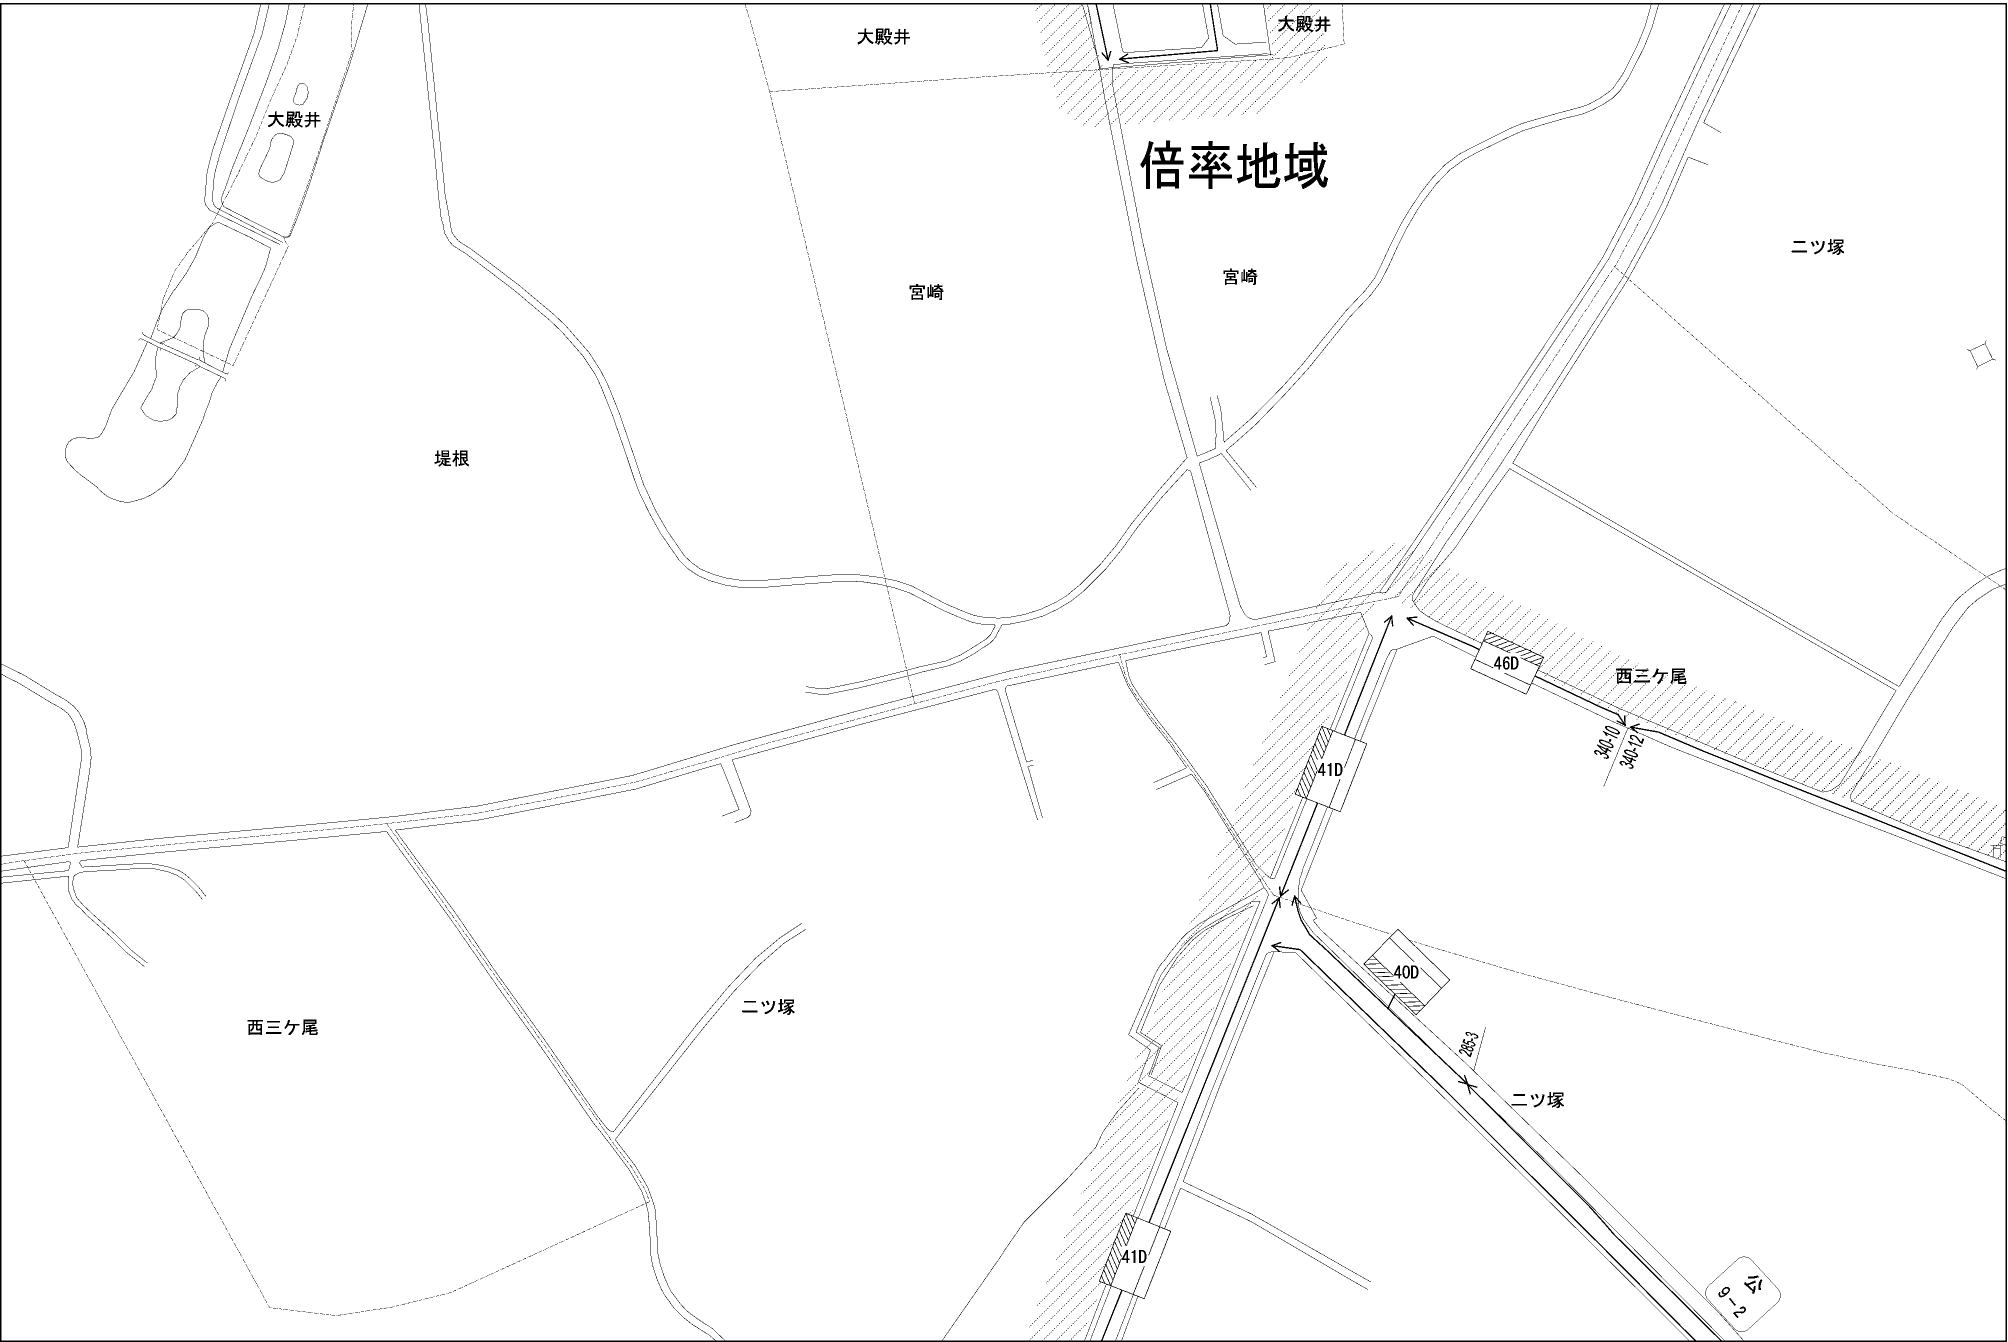 大殿井
大殿井
大殿井
倍率地域
二ツ塚
宮崎
宮崎
堤根
46D
西三ケ尾
340-10
340-12
41D
40D
二ツ塚
西三ケ尾
285-3
二ツ塚
41D
公
9-2